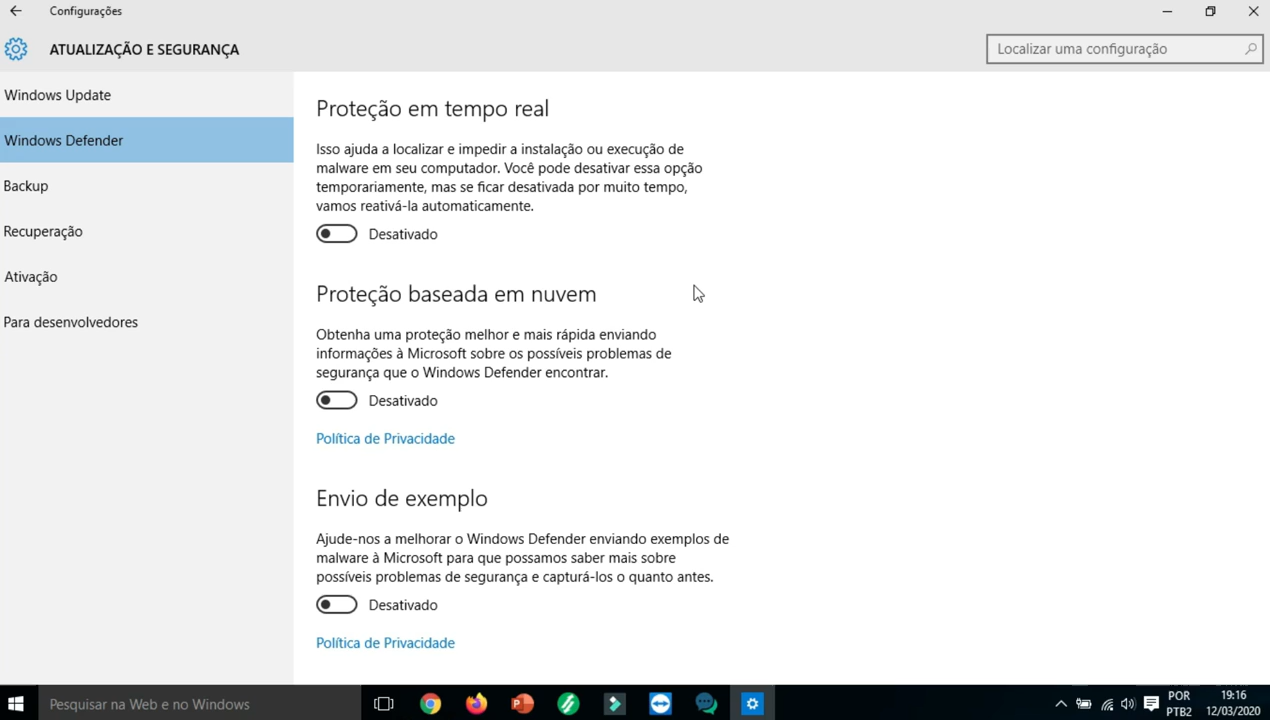 Configurações
ATUALIZAÇÃO E SEGURANÇA
Localizar uma configuração
Windows Update
Windows Defender
Backup
Recuperação
Ativação
Para desenvolvedores
Proteção em tempo real
Isso ajuda a localizar e impedir a instalação ou execução de
malware em seu computador. Você pode desativar essa opção
temporariamente, mas se ficar desativada por muito tempo,
vamos reativá-la automaticamente.
Desativado
Proteção baseada em nuvem
Obtenha uma proteção melhor e mais rápida enviando
informações à Microsoft sobre os possíveis problemas de
segurança que o Windows Defender encontrar.
Desativado
Política de Privacidade
Envio de exemplo
Ajude-nos a melhorar o Windows Defender enviando exemplos de
malware à Microsoft para que possamos saber mais sobre
possíveis problemas de segurança e capturá-los o quanto antes.
Desativado
Política de Privacidade
Pesquisar na Web e no Windows
POR
PTB2
19:16
12/03/2020